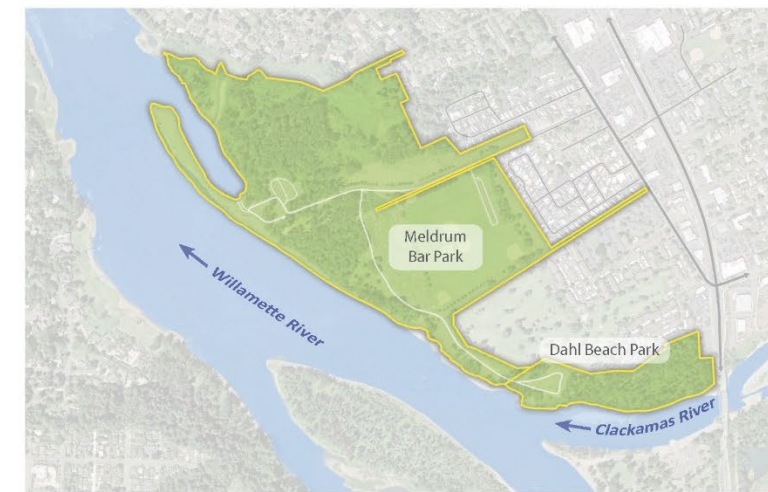 Meldrum
Bar Park
Willamette River
Dahl Beach Park
Clackamas River